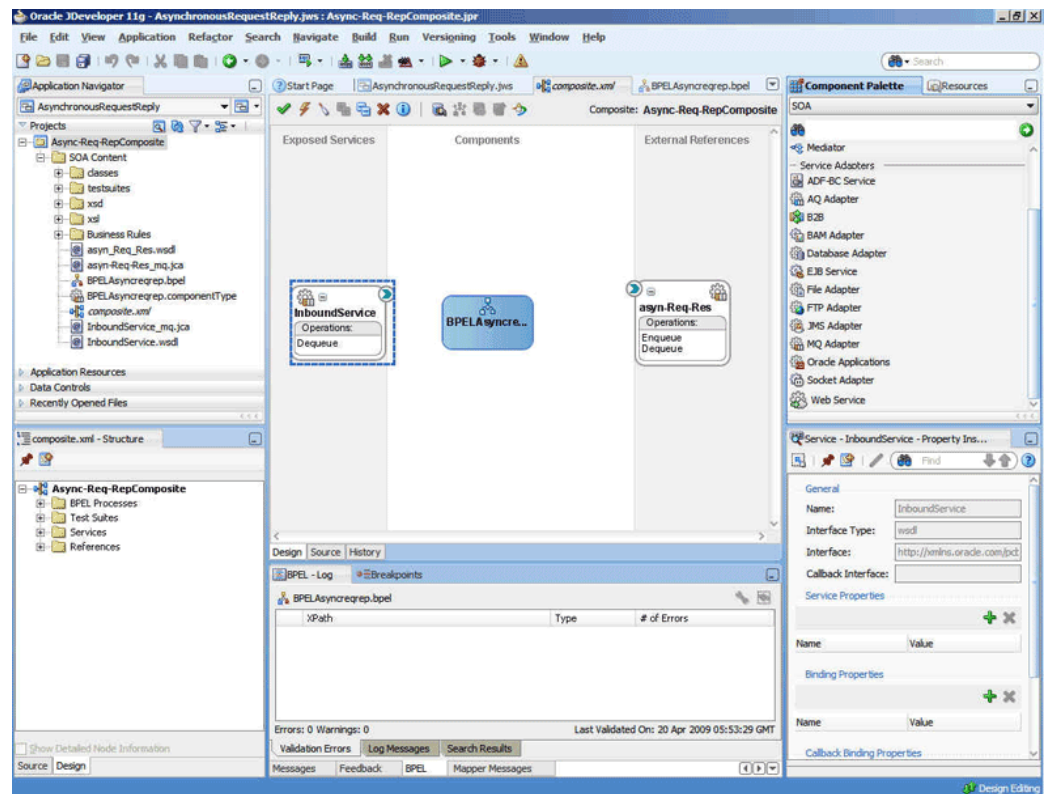 Oracle JDeveloper 11g - AsynchronousRequestReply.jws : Async-Req-RepComposite.jpr
File Edit View Application Refactor Search Navigate Build Run Versioning Tools Window Help
Search
Application Navigator
AsynchronousRequestReply
Projects
Async-Req-RepComposite
SOA Content
classes
testsuites
xsd
xsl
Business Rules
asyn_Req_Res.wsdl
asyn-Req-Res_mq.jca
BPELAsyncreqrep.bpel
BPELAsyncreqrep.componentType
composite.xml
InboundService_mq.jca
InboundService.wsdl
Application Resources
Data Controls
Recently Opened Files
composite.xml - Structure
Async-Req-RepComposite
BPEL Processes
Test Suites
Services
References
Show Detailed Node Information
Source Design
Start Page AsynchronousRequestReply.jws composite.xml BPELAsyncreqrep.bpel
Composite: Async-Req-RepComposite
Exposed Services Components External References
InboundService
Operations:
Dequeue
BPELAsyncre...
asyn-Req-Res
Operations:
Enqueue
Dequeue
Design Source History
BPEL - Log Breakpoints
BPELAsyncreqrep.bpel
XPath Type # of Errors
Errors: 0 Warnings: 0 Last Validated On: 20 Apr 2009 05:53:29 GMT
Validation Errors Log Messages Search Results
Messages Feedback BPEL Mapper Messages
Component Palette Resources
SOA
Mediator
Service Adapters
ADF-BC Service
AQ Adapter
B2B
BAM Adapter
Database Adapter
EJB Service
File Adapter
FTP Adapter
JMS Adapter
MQ Adapter
Oracle Applications
Socket Adapter
Web Service
Service - InboundService - Property Ins...
Find
General
Name: InboundService
Interface Type: wsdl
Interface: http://xmlns.oracle.com/pcb
Callback Interface:
Service Properties
Name Value
Binding Properties
Name Value
Callback Binding Properties
Design Editing